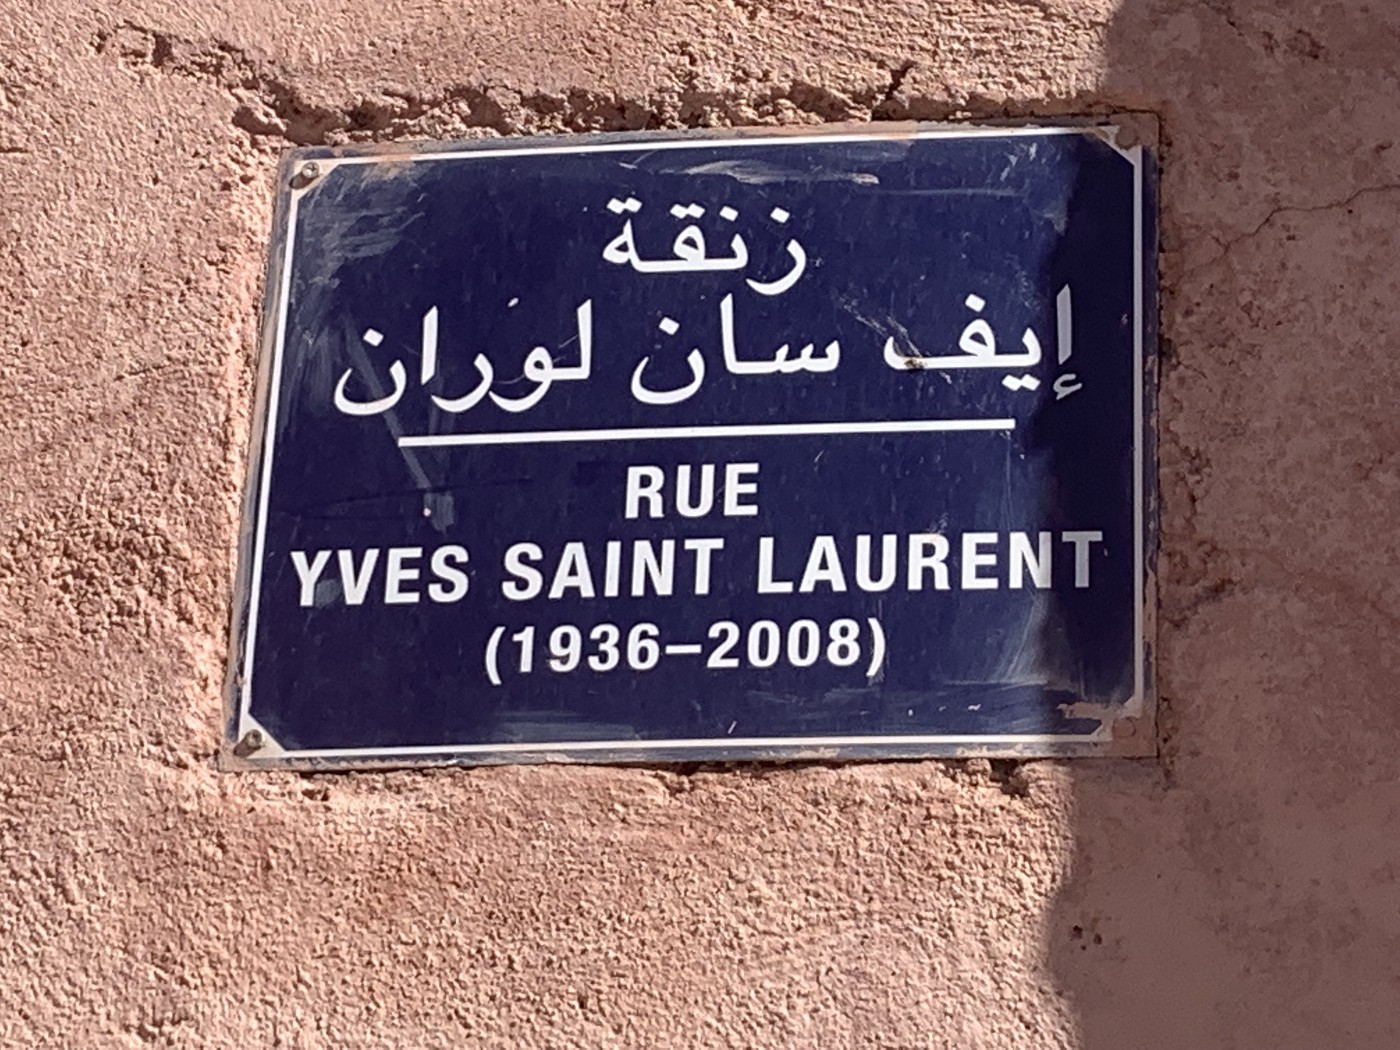 زنقة
إيف سان لوران
RUE
YVES SAINT LAURENT
(1936–2008)